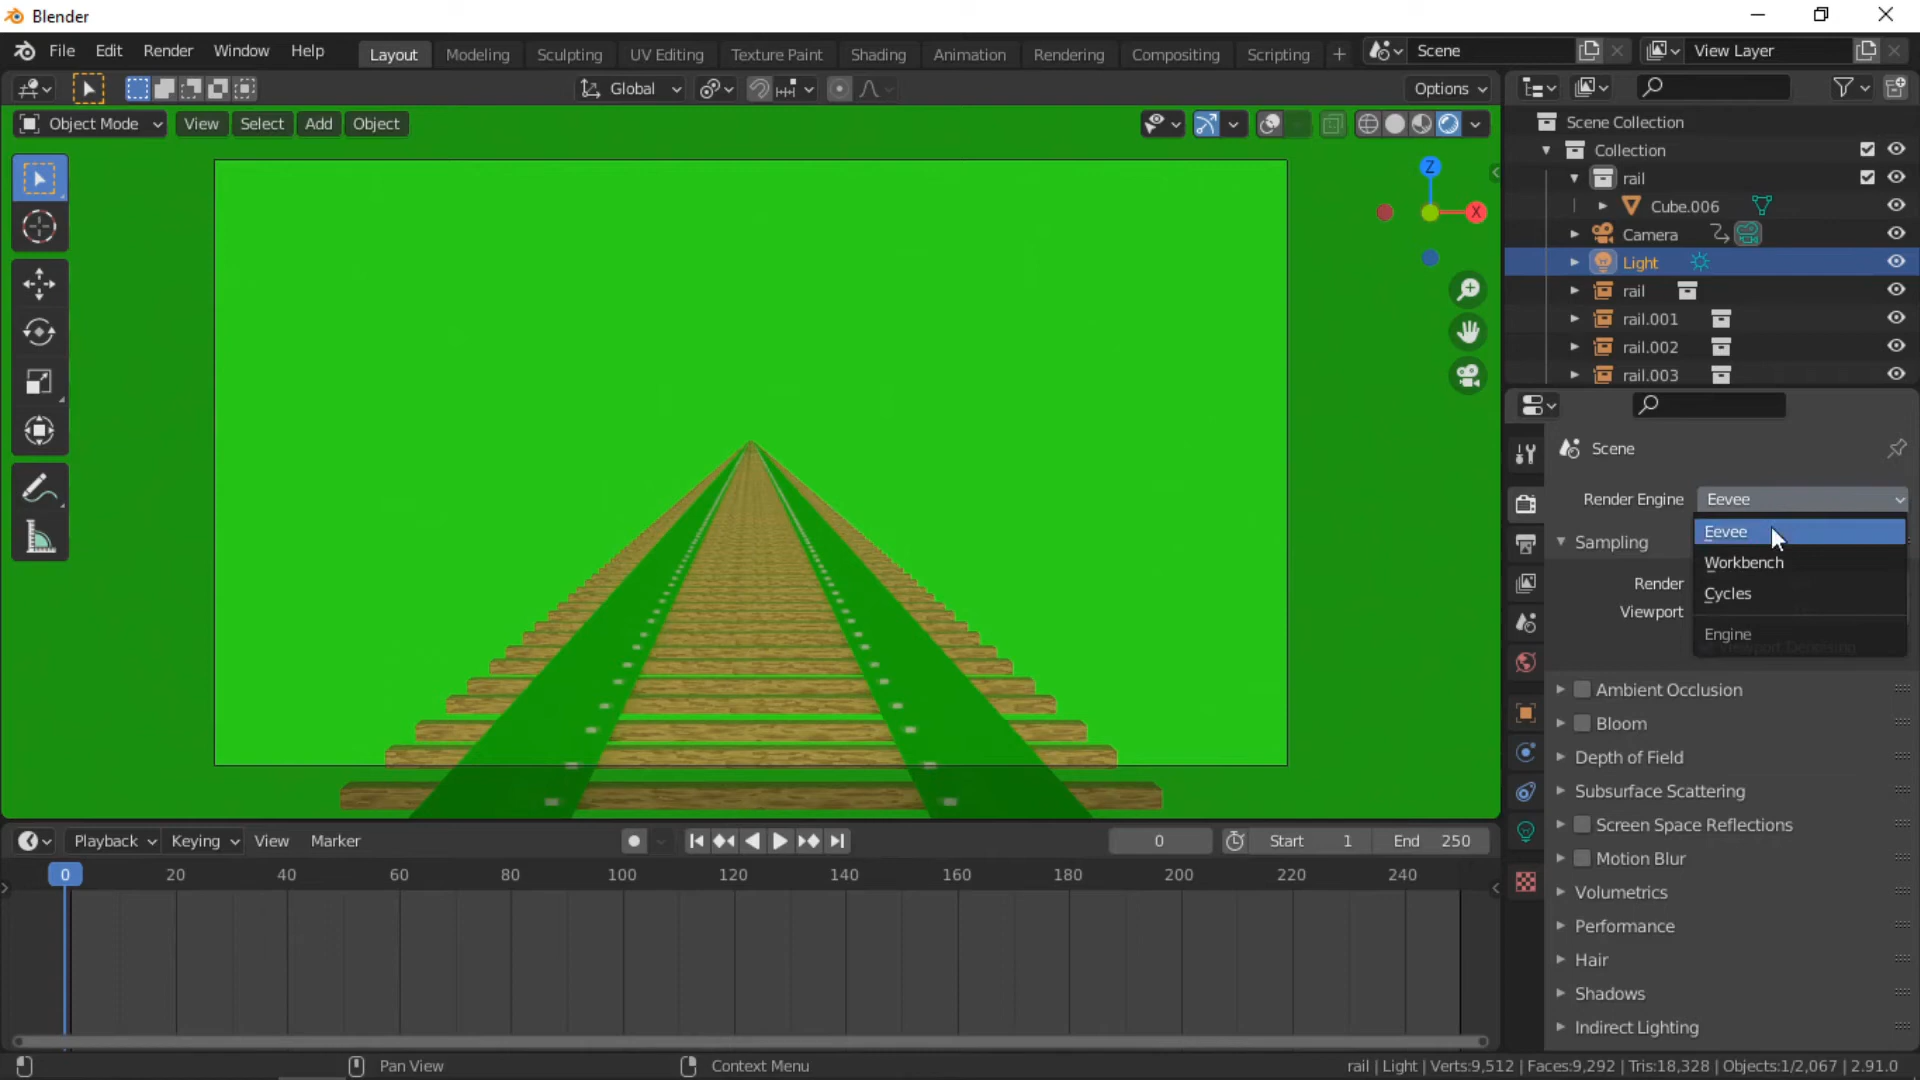 Blender
File Edit Render Window Help Layout Modeling Sculpting UV Editing Texture Paint Shading Animation Rendering Compositing Scripting + Scene View Layer
Global Options
Object Mode View Select Add Object
Scene Collection
Collection
rail
Cube.006
Camera
Light
rail
rail.001
rail.002
rail.003
Z
X
Scene
Render Engine Eevee
Eevee
Workbench
Cycles
Engine
Sampling
Render
Viewport
Viewport Denoising
Ambient Occlusion
Bloom
Depth of Field
Subsurface Scattering
Screen Space Reflections
Motion Blur
Volumetrics
Performance
Hair
Shadows
Indirect Lighting
Playback Keying View Marker 0 Start 1 End 250
0 20 40 60 80 100 120 140 160 180 200 220 240
Pan View Context Menu rail | Light | Verts:9,512 | Faces:9,292 | Tris:18,328 | Objects:1/2,067 | 2.91.0